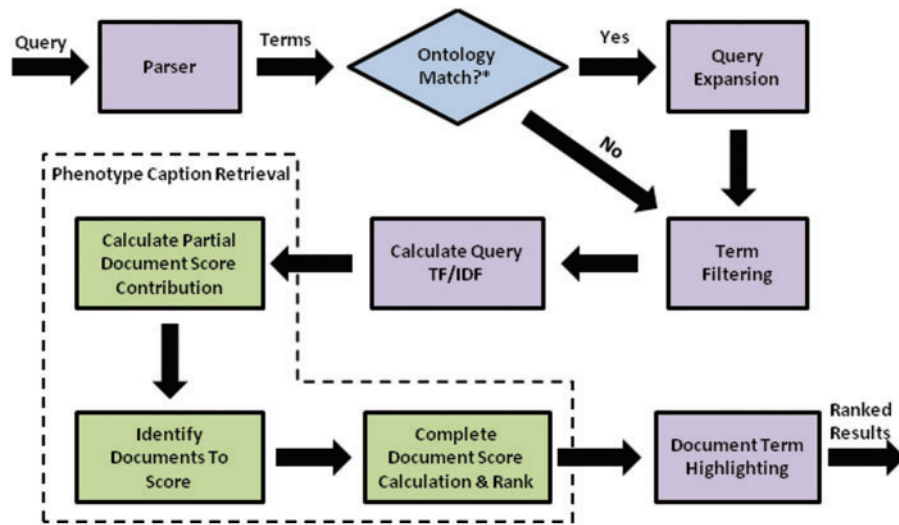 Query
Parser
Terms
Ontology
Match?*
Yes
Query
Expansion
No
Phenotype Caption Retrieval
Calculate Partial
Document Score
Contribution
Calculate Query
TF/IDF
Term
Filtering
Identify
Documents To
Score
Complete
Document Score
Calculation & Rank
Document Term
Highlighting
Ranked
Results